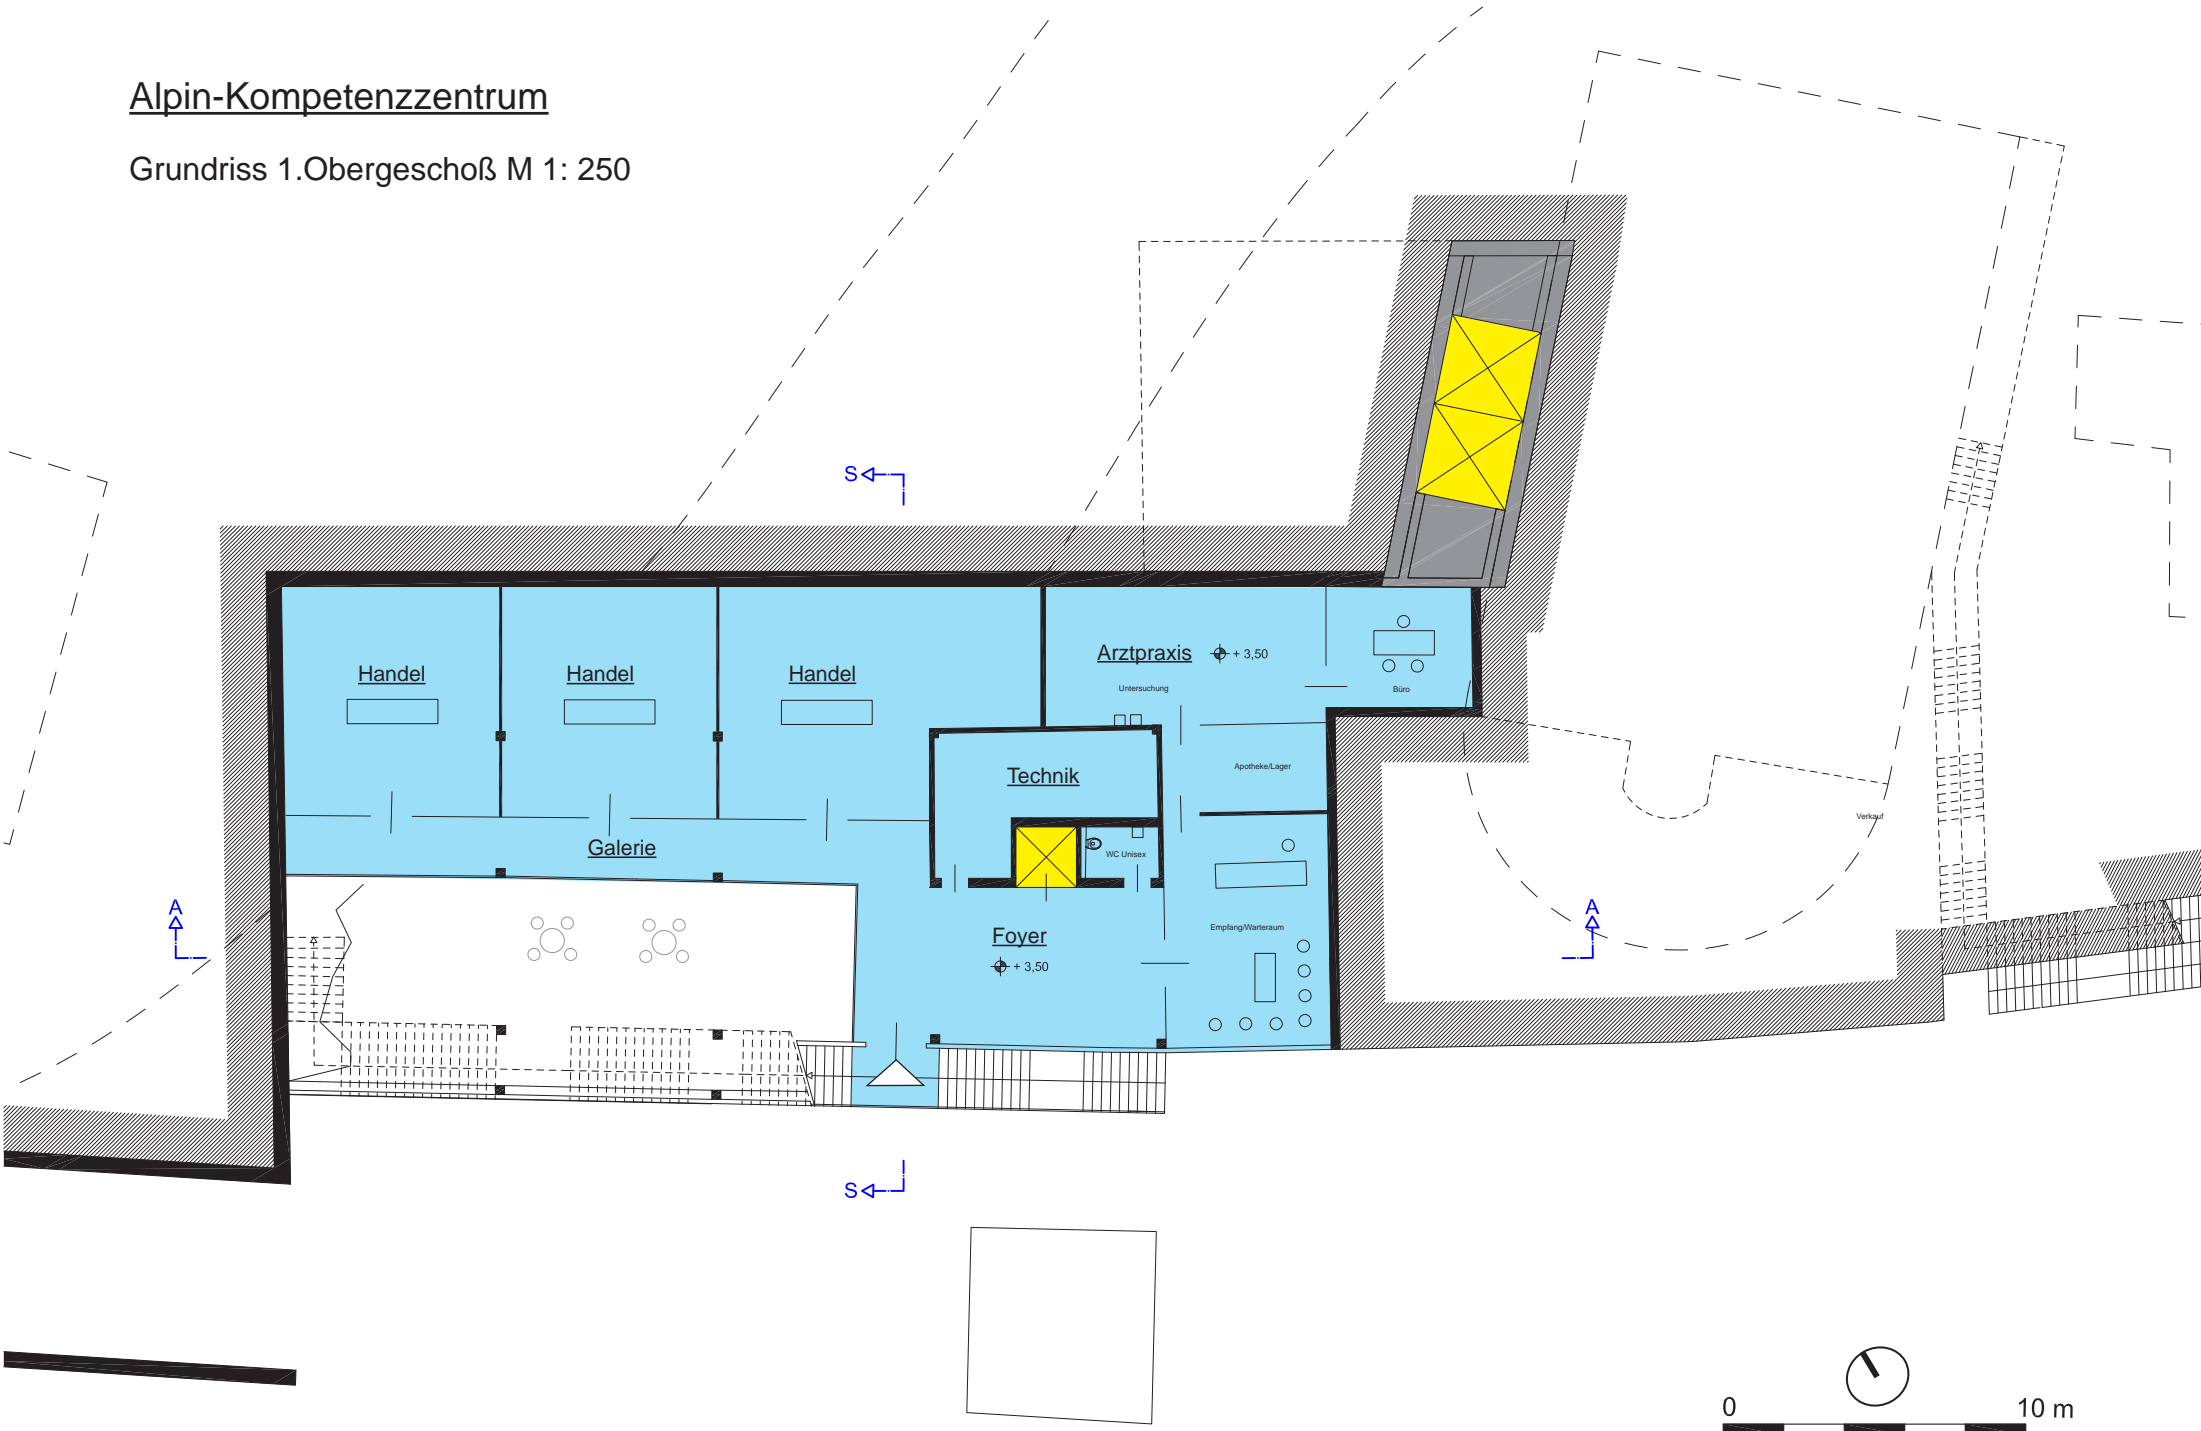 Alpin-Kompetenzzentrum
Grundriss 1.Obergeschoß M 1: 250
S
Handel
Handel
Handel
Arztpraxis
+ 3,50
Untersuchung
Büro
Technik
Apotheke/Lager
Verkauf
Galerie
WC Unisex
A
A
Foyer
+ 3,50
Empfang/Warteraum
S
0
10 m